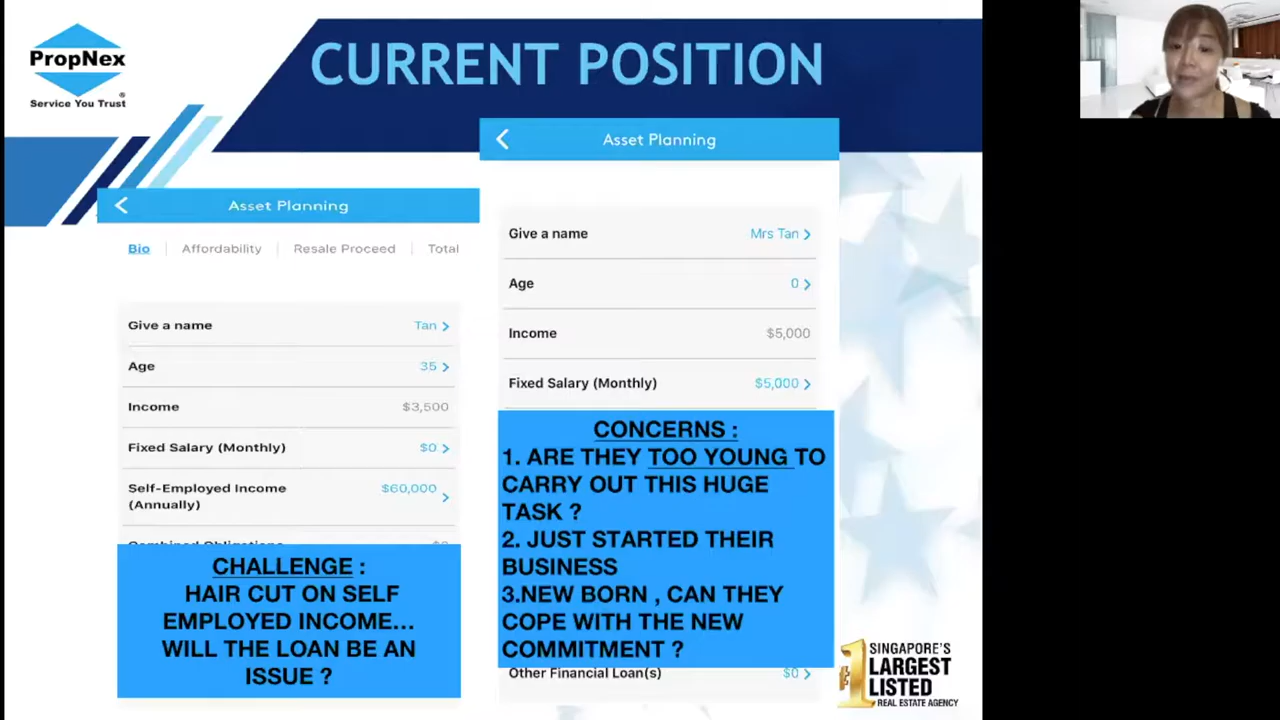 PropNex
®
Service You Trust
CURRENT POSITION
Asset Planning
Bio | Affordability | Resale Proceed | Total
Give a name Tan >
Age 35 >
Income $3,500
Fixed Salary (Monthly) $0 >
Self-Employed Income $60,000 >
(Annually)
Combined Obligations $0
CHALLENGE :
HAIR CUT ON SELF
EMPLOYED INCOME...
WILL THE LOAN BE AN
ISSUE ?
Asset Planning
Give a name Mrs Tan >
Age 0 >
Income $5,000
Fixed Salary (Monthly) $5,000 >
CONCERNS :
1. ARE THEY TOO YOUNG TO
CARRY OUT THIS HUGE
TASK ?
2. JUST STARTED THEIR
BUSINESS
3.NEW BORN , CAN THEY
COPE WITH THE NEW
COMMITMENT ?
Other Financial Loan(s) $0 >
#1
SINGAPORE'S
LARGEST
LISTED
REAL ESTATE AGENCY